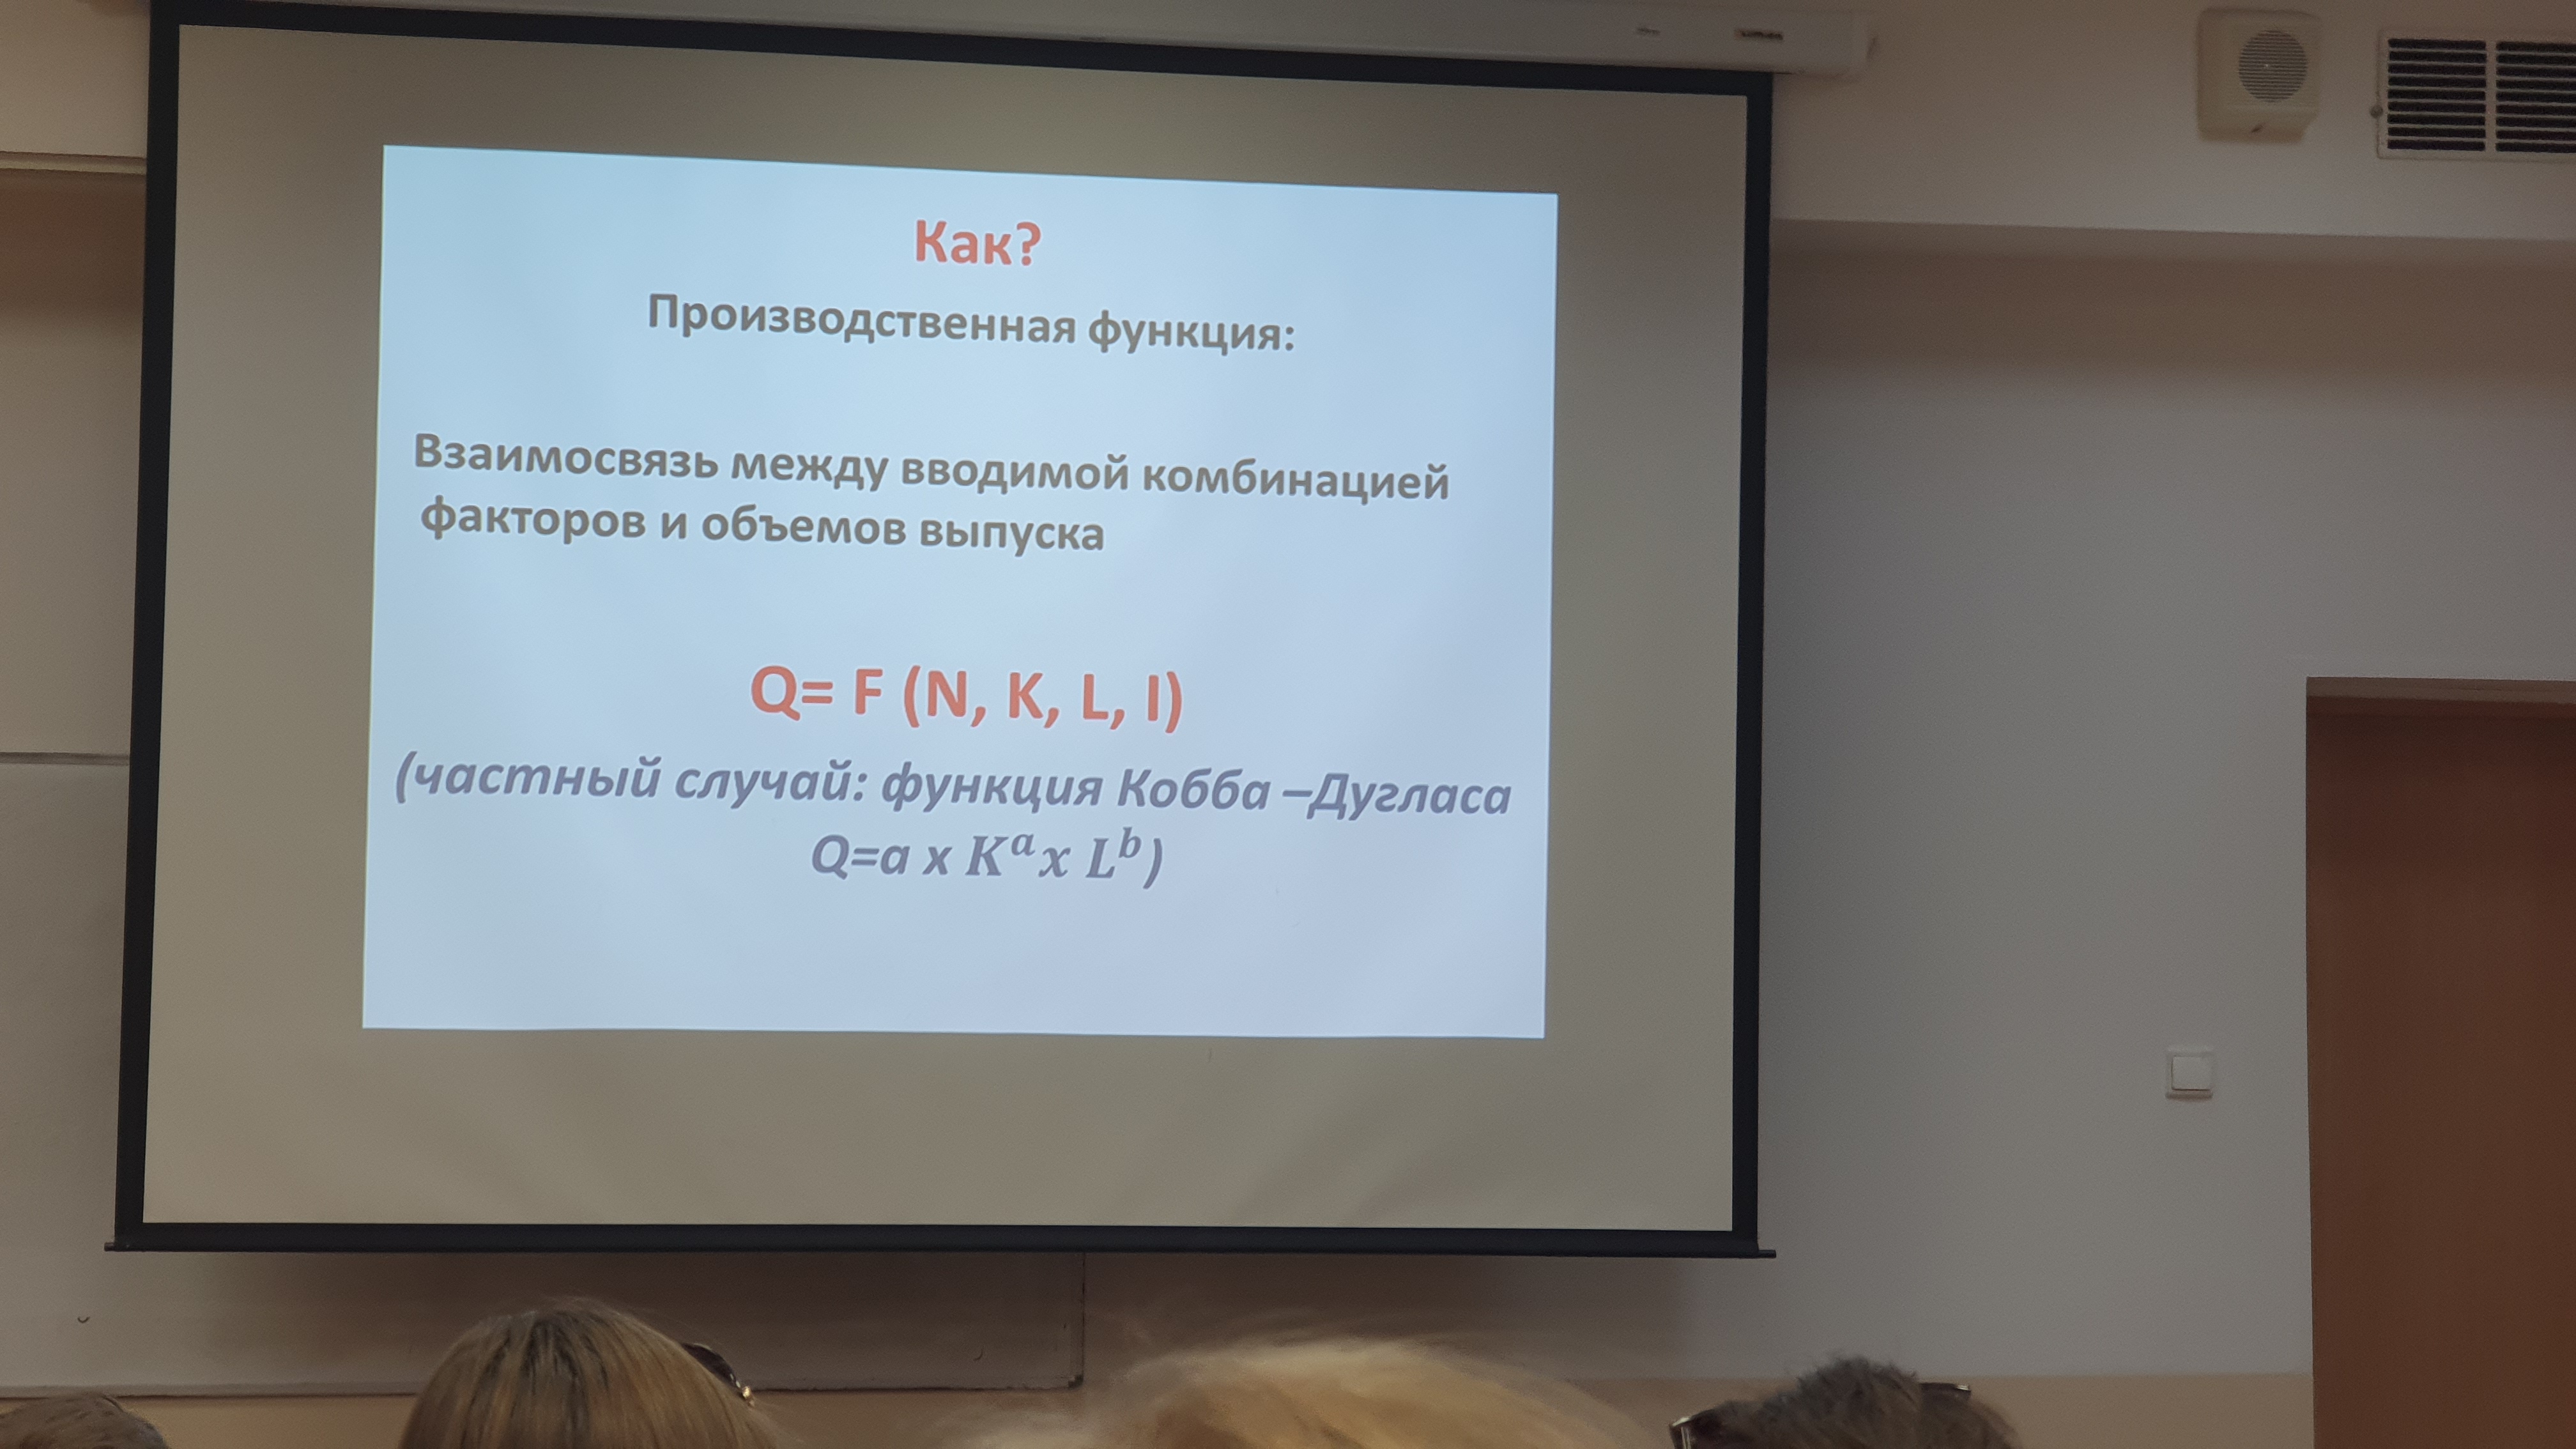 Как?
Производственная функция:
Взаимосвязь между вводимой комбинацией
факторов и объемов выпуска
Q= F (N, K, L, I)
(частный случай: функция Кобба –Дугласа
Q=a x K^a x L^b)